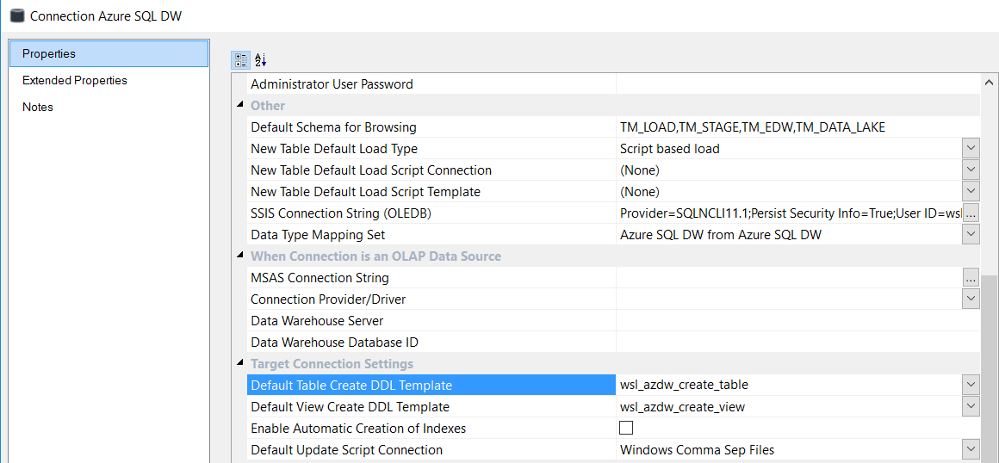 Connection Azure SQL DW
Properties
Extended Properties
Notes
Administrator User Password
Other
Default Schema for Browsing TM_LOAD,TM_STAGE,TM_EDW,TM_DATA_LAKE
New Table Default Load Type Script based load
New Table Default Load Script Connection (None)
New Table Default Load Script Template (None)
SSIS Connection String (OLEDB) Provider=SQLNCLI11.1;Persist Security Info=True;User ID=wsl ...
Data Type Mapping Set Azure SQL DW from Azure SQL DW
When Connection is an OLAP Data Source
MSAS Connection String ...
Connection Provider/Driver
Data Warehouse Server
Data Warehouse Database ID
Target Connection Settings
Default Table Create DDL Template wsl_azdw_create_table
Default View Create DDL Template wsl_azdw_create_view
Enable Automatic Creation of Indexes
Default Update Script Connection Windows Comma Sep Files